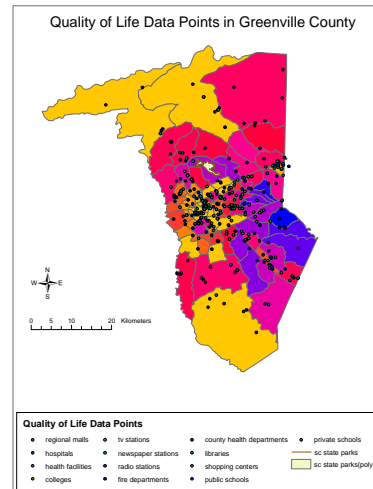 Quality of Life Data Points in Greenville County
N
W E
S
0 5 10 20 Kilometers
Quality of Life Data Points
regional malls tv stations county health departments private schools
hospitals newspaper stations libraries sc state parks
health facilities radio stations shopping centers sc state parks(poly
colleges fire departments public schools